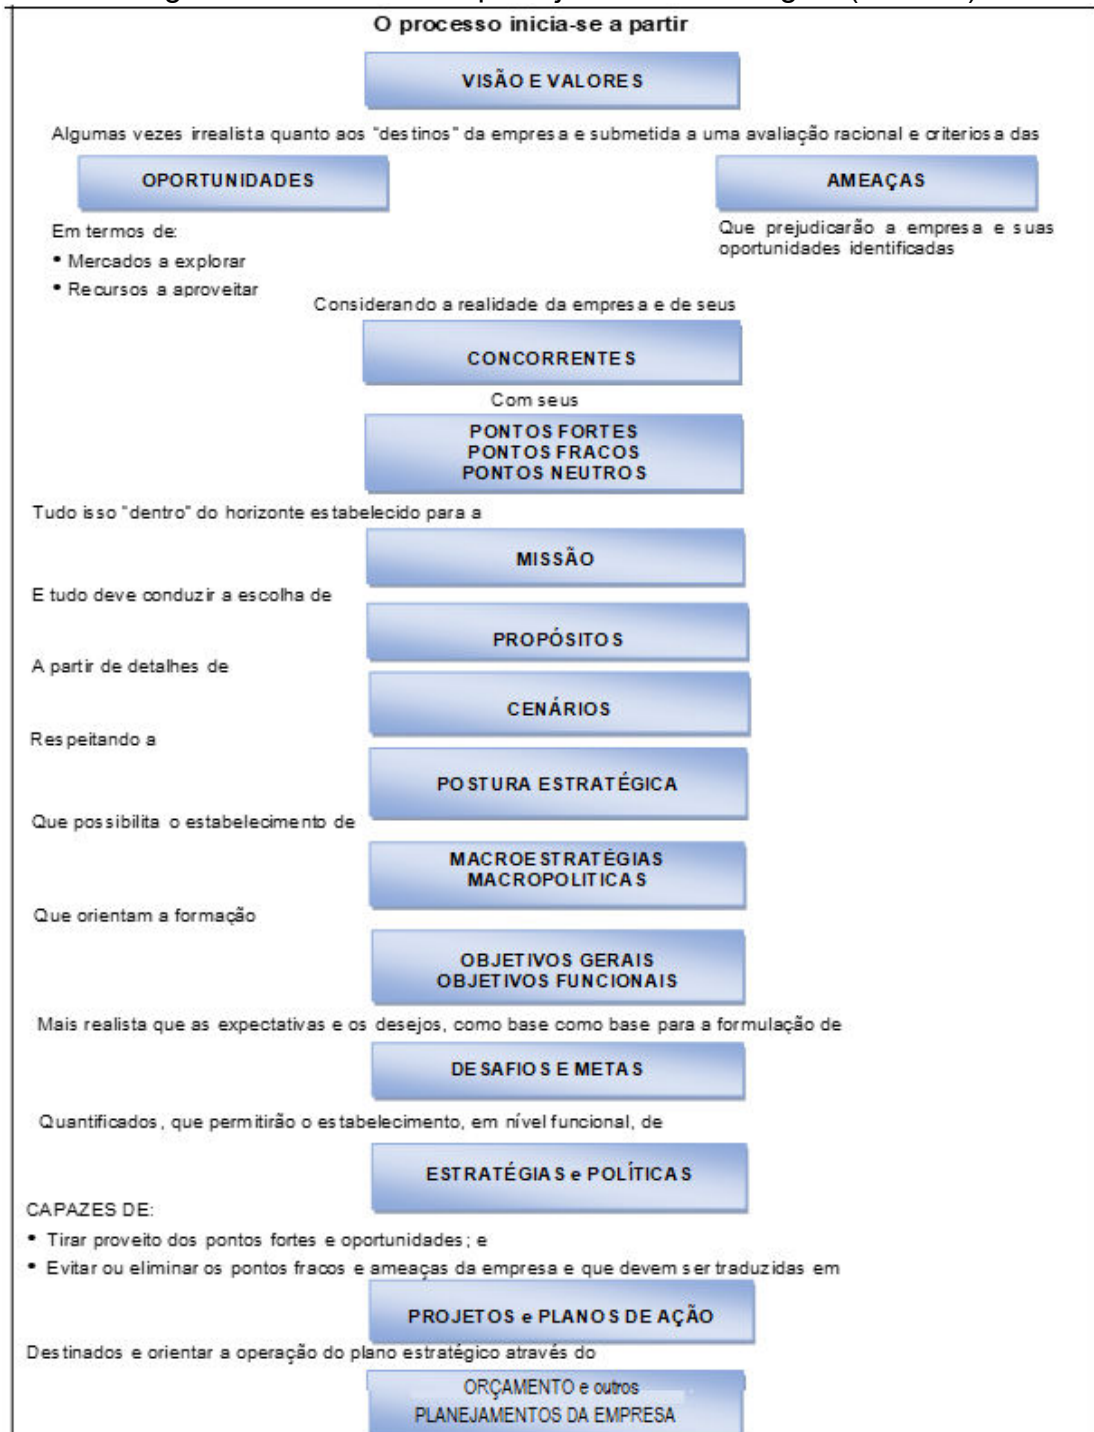 O processo inicia-se a partir
VISÃO E VALORES
Algumas vezes irrealista quanto aos "destinos" da empresa e submetida a uma avaliação racional e criteriosa das
OPORTUNIDADES
AMEAÇAS
Em termos de:
• Mercados a explorar
• Recursos a aproveitar
Que prejudicarão a empresa e suas
oportunidades identificadas
Considerando a realidade da empresa e de seus
CONCORRENTES
Com seus
PONTOS FORTES
PONTOS FRACOS
PONTOS NEUTROS
Tudo isso "dentro" do horizonte estabelecido para a
MISSÃO
E tudo deve conduzir a escolha de
PROPÓSITOS
A partir de detalhes de
CENÁRIOS
Respeitando a
POSTURA ESTRATÉGICA
Que possibilita o estabelecimento de
MACROESTRATÉGIAS
MACROPOLITICAS
Que orientam a formação
OBJETIVOS GERAIS
OBJETIVOS FUNCIONAIS
Mais realista que as expectativas e os desejos, como base como base para a formulação de
DESAFIOS E METAS
Quantificados, que permitirão o estabelecimento, em nível funcional, de
ESTRATÉGIAS e POLÍTICAS
CAPAZES DE:
• Tirar proveito dos pontos fortes e oportunidades; e
• Evitar ou eliminar os pontos fracos e ameaças da empresa e que devem ser traduzidas em
PROJETOS e PLANOS DE AÇÃO
Destinados e orientar a operação do plano estratégico através do
ORÇAMENTO e outros
PLANEJAMENTOS DA EMPRESA